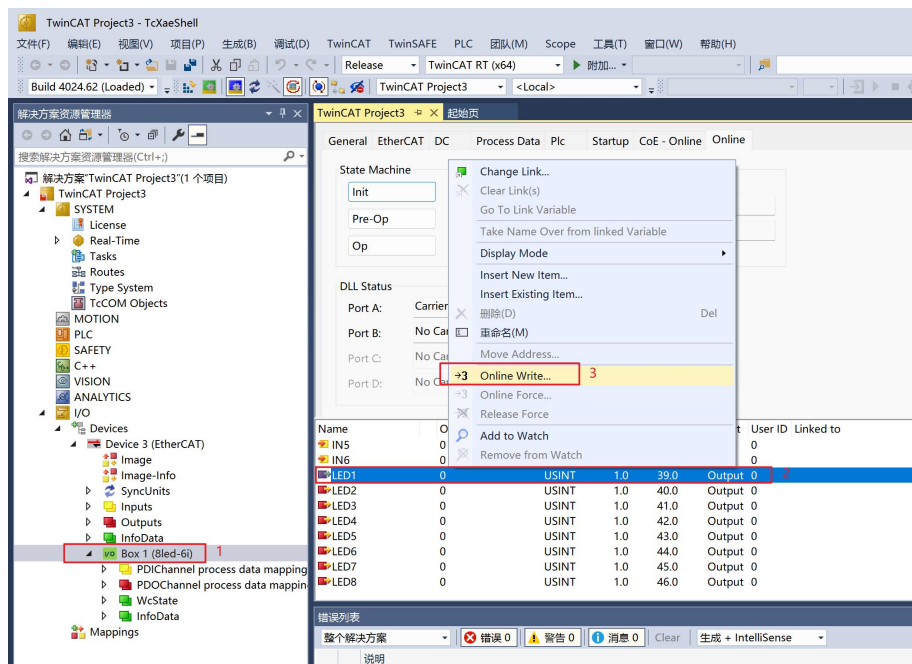 TwinCAT Project3 - TcXaeShell
文件(F) 编辑(E) 视图(V) 项目(P) 生成(B) 调试(D) TwinCAT TwinSAFE PLC 团队(M) Scope 工具(T) 窗口(W) 帮助(H)
Release TwinCAT RT (x64) 附加...
Build 4024.62 (Loaded) TwinCAT Project3 <Local>
解决方案资源管理器
搜索解决方案资源管理器(Ctrl+;)
解决方案"TwinCAT Project3"(1 个项目)
TwinCAT Project3
SYSTEM
License
Real-Time
Tasks
Routes
Type System
TcCOM Objects
MOTION
PLC
SAFETY
C++
VISION
ANALYTICS
I/O
Devices
Device 3 (EtherCAT)
Image
Image-Info
SyncUnits
Inputs
Outputs
InfoData
Box 1 (8led-6i) 1
PDIChannel process data mapping
PDOChannel process data mappin
WcState
InfoData
Mappings
TwinCAT Project3 起始页
General EtherCAT DC Process Data Plc Startup CoE - Online Online
State Machine
Init
Pre-Op
Op
DLL Status
Port A: Carrier
Port B: No Ca
Port C: No Ca
Port D: No Ca
Change Link...
Clear Link(s)
Go To Link Variable
Take Name Over from linked Variable
Display Mode
Insert New Item...
Insert Existing Item...
删除(D) Del
重命名(M)
Move Address...
→3 Online Write... 3
→3 Online Force...
Release Force
Add to Watch
Remove from Watch
Name O t User ID Linked to
IN5 0 0
IN6 0 0
LED1 0 USINT 1.0 39.0 Output 0 2
LED2 0 USINT 1.0 40.0 Output 0
LED3 0 USINT 1.0 41.0 Output 0
LED4 0 USINT 1.0 42.0 Output 0
LED5 0 USINT 1.0 43.0 Output 0
LED6 0 USINT 1.0 44.0 Output 0
LED7 0 USINT 1.0 45.0 Output 0
LED8 0 USINT 1.0 46.0 Output 0
错误列表
整个解决方案 错误 0 警告 0 消息 0 Clear 生成 + IntelliSense
说明